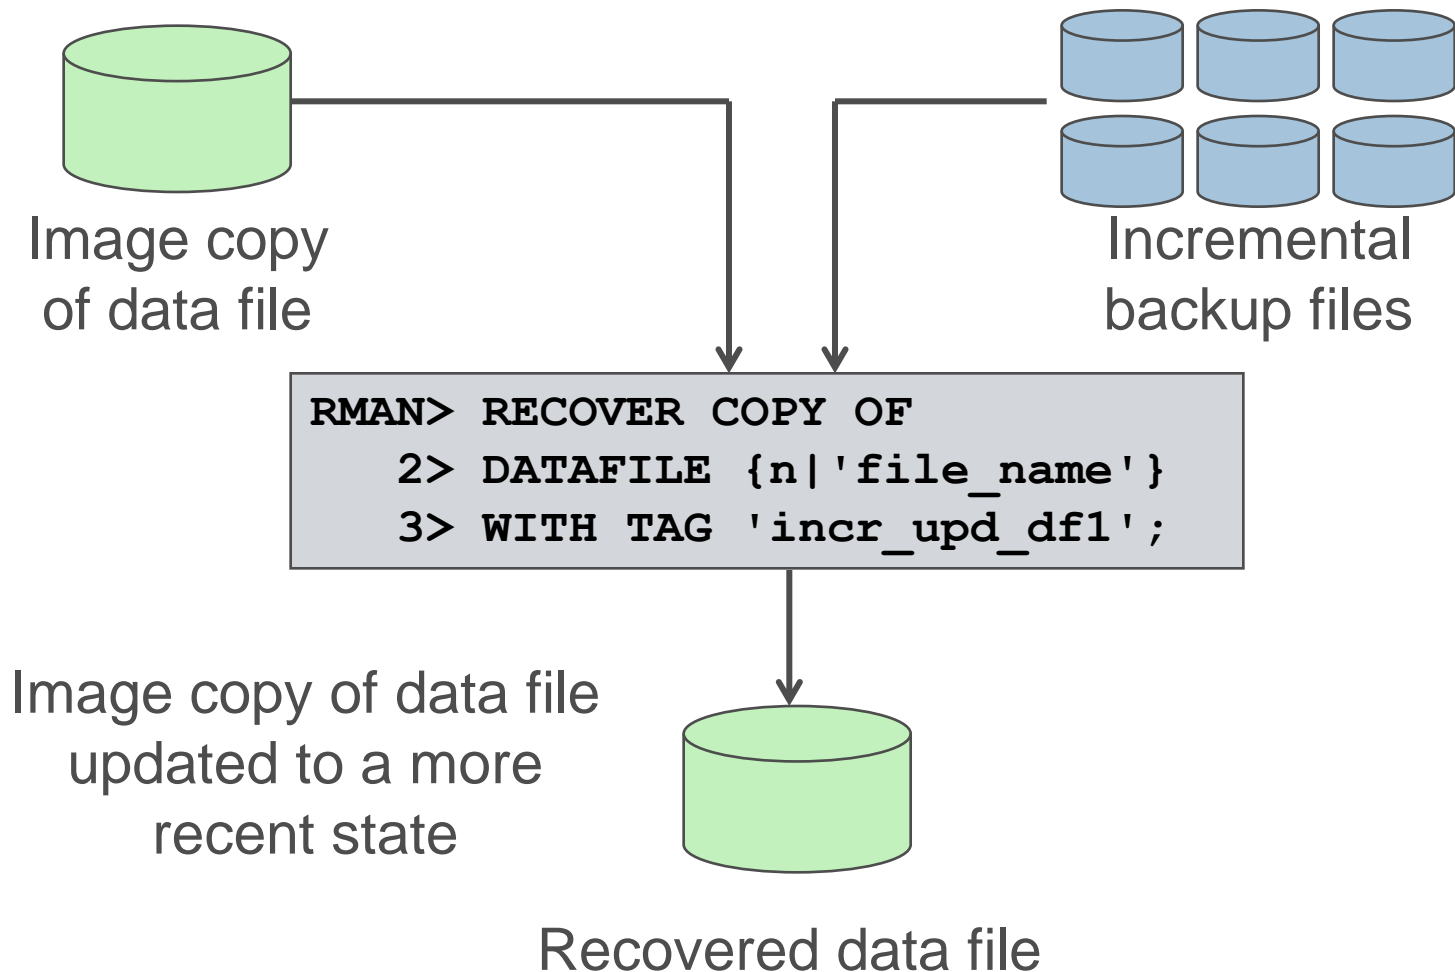 Image copy
of data file
Incremental
backup files
RMAN> RECOVER COPY OF
2> DATAFILE {n|'file_name'}
3> WITH TAG 'incr_upd_df1';
Image copy of data file
updated to a more
recent state
Recovered data file